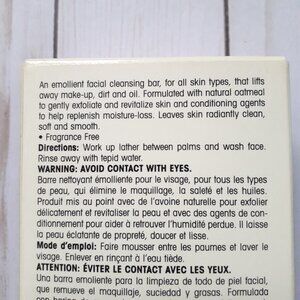 An emollient facial cleansing bar, for all skin types, that lifts
away make-up, dirt and oil. Formulated with natural oatmeal
to gently exfoliate and revitalize skin and conditioning agents
to help replenish moisture-loss. Leaves skin radiantly clean,
soft and smooth.
• Fragrance Free
Directions: Work up lather between palms and wash face.
Rinse away with tepid water.
WARNING: AVOID CONTACT WITH EYES.
Barre nettoyant émolliente pour le visage, pour tous les types
de peau, qui élimine le maquillage, la saleté et les huiles.
Produit mis au point avec de l'avoine naturelle pour exfolier
délicatement et revitaliser la peau et avec des agents de con-
ditionnement pour aider à retrouver l'humidité perdue. Il laisse
la peau éclatante de propreté, douceur et lisse.
Mode d'emploi: Faire mousser entre les paumes et laver le
visage. Enlever en rinçant à l'eau tiède.
ATTENTION: ÉVITER LE CONTACT AVEC LES YEUX.
Una barra emoliente para la limpieza de todo de piel facial,
que remueve el maquillaje, suciedad y grasas. Formulada